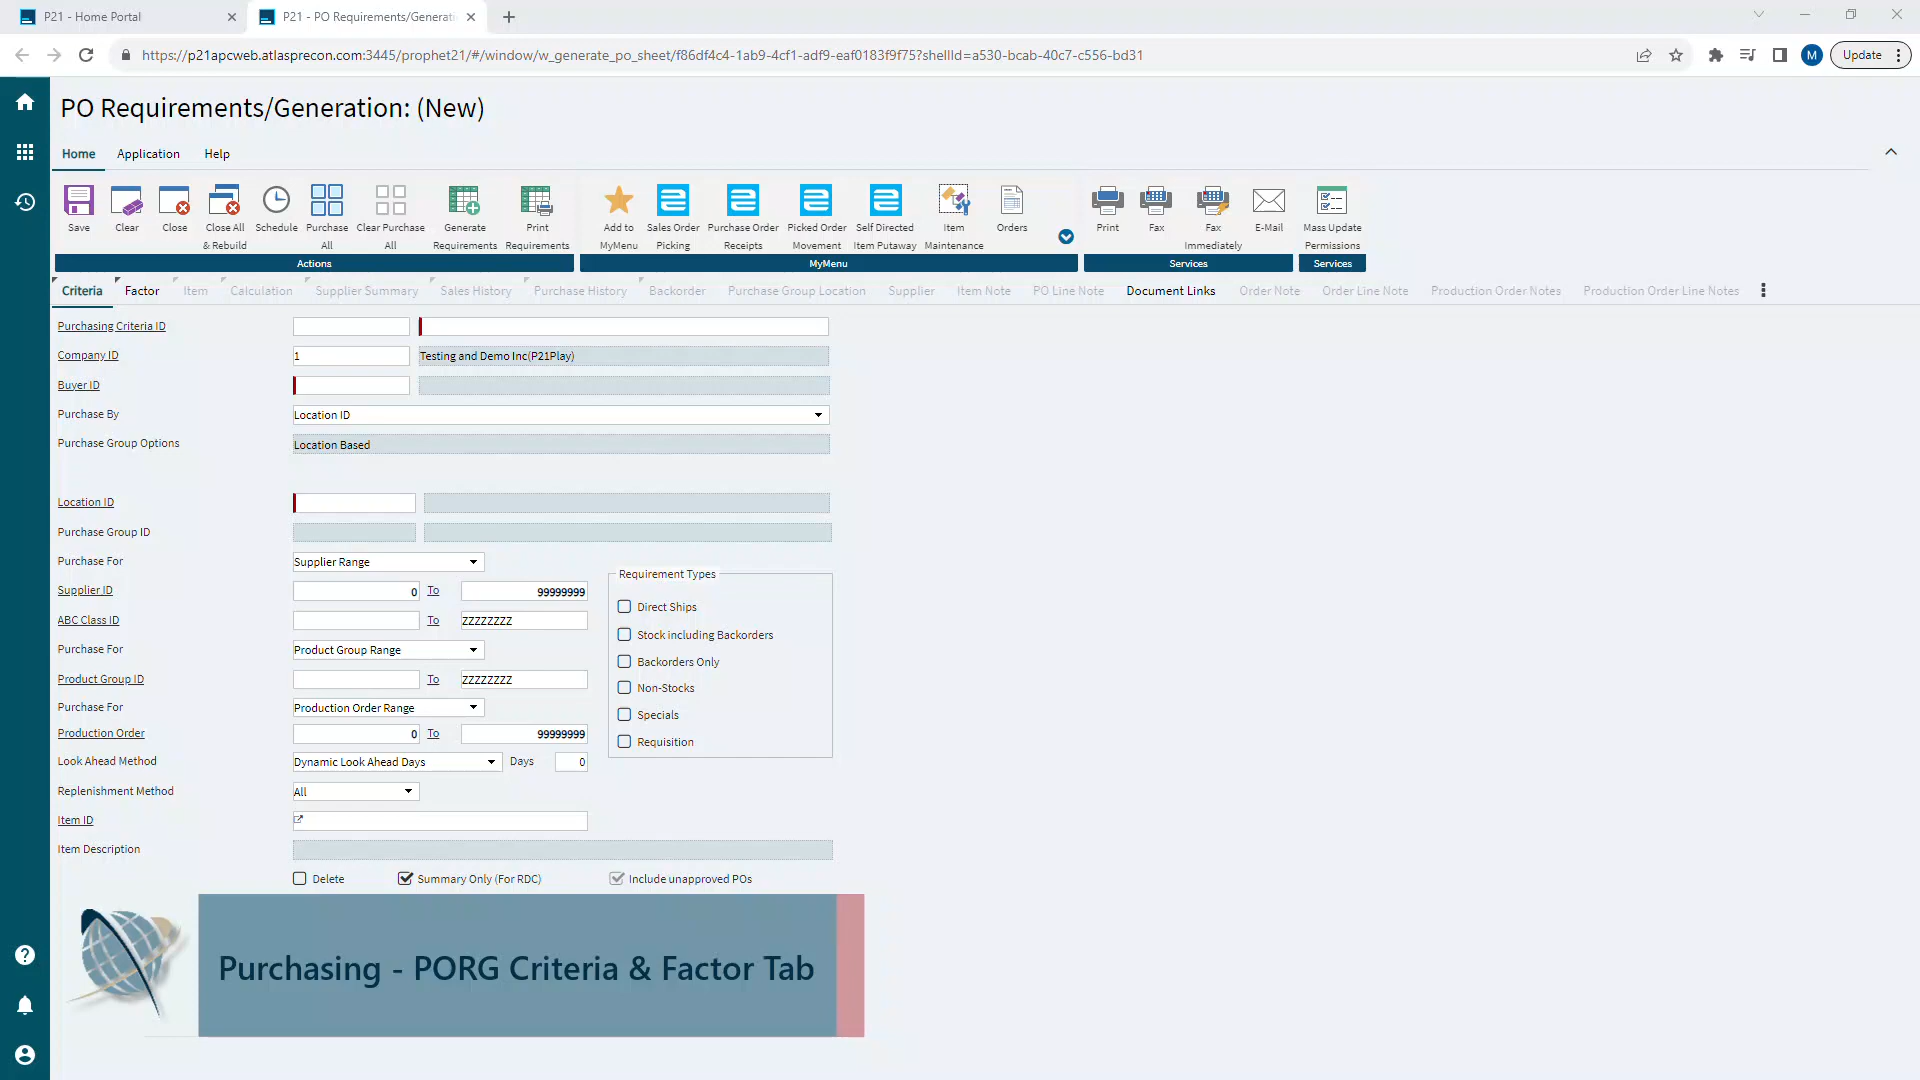 P21 - Home Portal
P21 - PO Requirements/Generati
https://p21apcweb.atlasprecon.com:3445/prophet21/#/window/w_generate_po_sheet/f86df4c4-1ab9-4cf1-adf9-eaf0183f9f75?shellId=a530-bcab-40c7-c556-bd31
M
Update
PO Requirements/Generation: (New)
Home Application Help
Save Clear Close Close All & Rebuild Schedule Purchase All Clear Purchase All Generate Requirements Print Requirements
Add to MyMenu Sales Order Picking Purchase Order Receipts Picked Order Movement Self Directed Item Putaway Item Maintenance Orders
Print Fax Fax Immediately E-Mail Mass Update Permissions
Actions MyMenu Services Services
Criteria Factor Item Calculation Supplier Summary Sales History Purchase History Backorder Purchase Group Location Supplier Item Note PO Line Note Document Links Order Note Order Line Note Production Order Notes Production Order Line Notes
Purchasing Criteria ID
Company ID 1 Testing and Demo Inc(P21Play)
Buyer ID
Purchase By Location ID
Purchase Group Options Location Based
Location ID
Purchase Group ID
Purchase For Supplier Range
Supplier ID 0 To 99999999
ABC Class ID To ZZZZZZZZ
Purchase For Product Group Range
Product Group ID To ZZZZZZZZ
Purchase For Production Order Range
Production Order 0 To 99999999
Look Ahead Method Dynamic Look Ahead Days Days 0
Replenishment Method All
Item ID
Item Description
Requirement Types
Direct Ships
Stock including Backorders
Backorders Only
Non-Stocks
Specials
Requisition
Delete Summary Only (For RDC) Include unapproved POs
Purchasing - PORG Criteria & Factor Tab